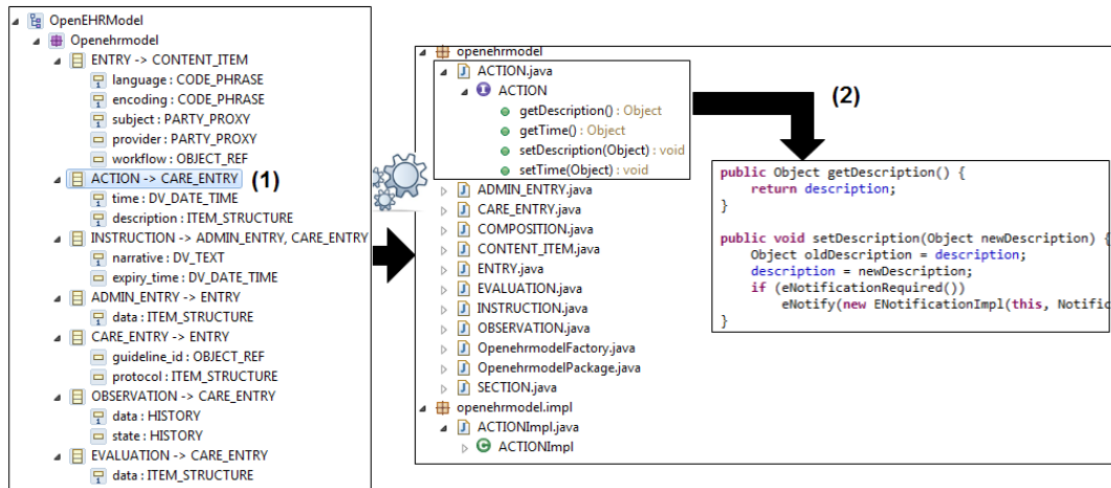 OpenEHRModel
Openehrmodel
ENTRY -> CONTENT_ITEM
language : CODE_PHRASE
encoding : CODE_PHRASE
subject : PARTY_PROXY
provider : PARTY_PROXY
workflow : OBJECT_REF
ACTION -> CARE_ENTRY (1)
time : DV_DATE_TIME
description : ITEM_STRUCTURE
INSTRUCTION -> ADMIN_ENTRY, CARE_ENTRY
narrative : DV_TEXT
expiry_time : DV_DATE_TIME
ADMIN_ENTRY -> ENTRY
data : ITEM_STRUCTURE
CARE_ENTRY -> ENTRY
guideline_id : OBJECT_REF
protocol : ITEM_STRUCTURE
OBSERVATION -> CARE_ENTRY
data : HISTORY
state : HISTORY
EVALUATION -> CARE_ENTRY
data : ITEM_STRUCTURE
openehrmodel
ACTION.java
ACTION
getDescription() : Object
getTime() : Object
setDescription(Object) : void
setTime(Object) : void
ADMIN_ENTRY.java
CARE_ENTRY.java
COMPOSITION.java
CONTENT_ITEM.java
ENTRY.java
EVALUATION.java
INSTRUCTION.java
OBSERVATION.java
OpenehrmodelFactory.java
OpenehrmodelPackage.java
SECTION.java
openehrmodel.impl
ACTIONImpl.java
ACTIONImpl
(2)
public Object getDescription() {
return description;
}
public void setDescription(Object newDescription) {
Object oldDescription = description;
description = newDescription;
if (eNotificationRequired())
eNotify(new ENotificationImpl(this, Notific
}